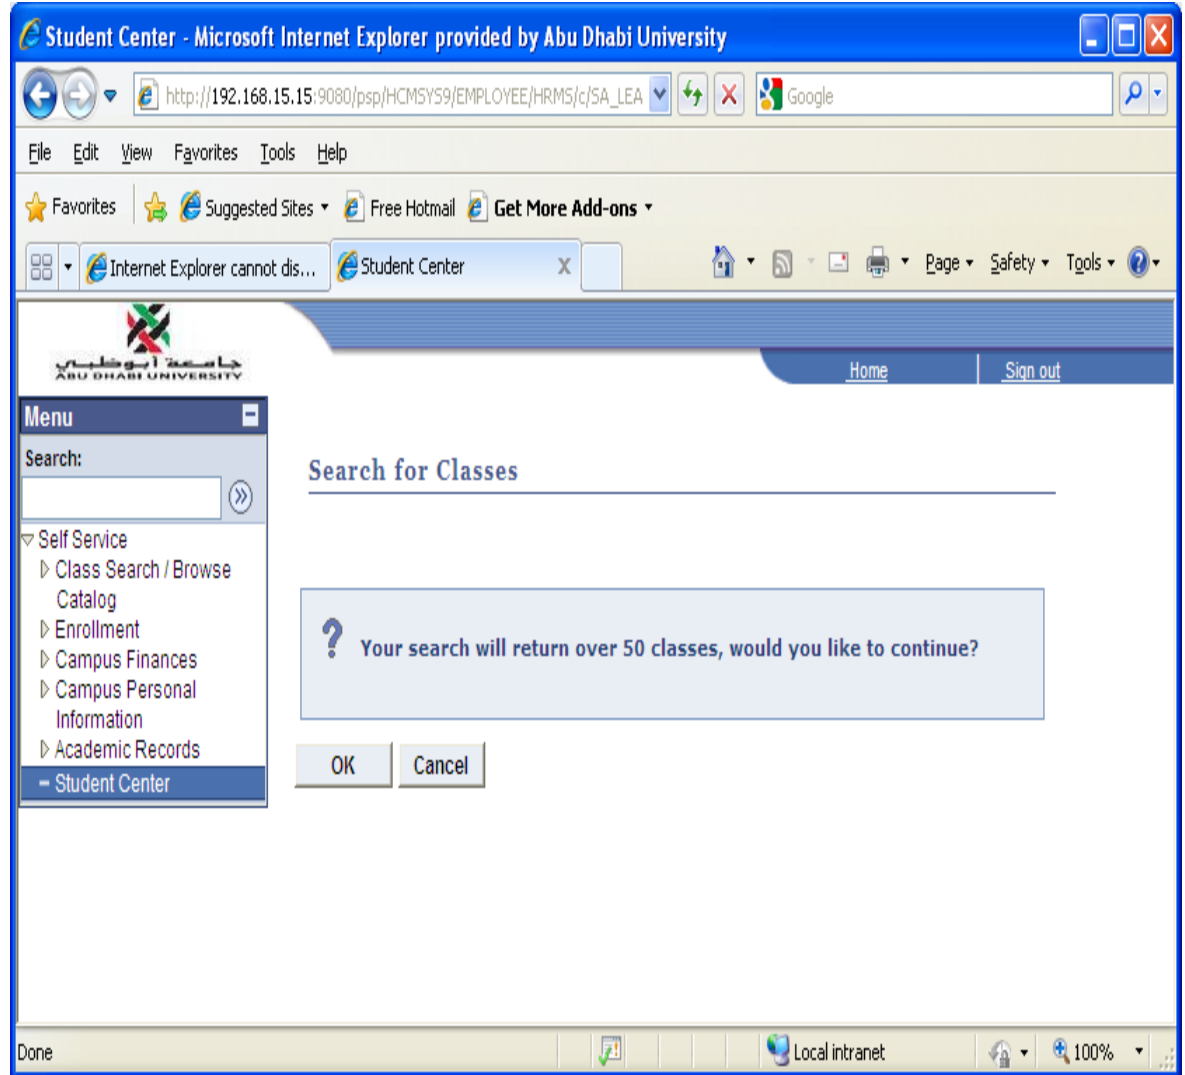 Student Center - Microsoft Internet Explorer provided by Abu Dhabi University
http://192.168.15.15:9080/psp/HCMSYS9/EMPLOYEE/HRMS/c/SA_LEA
Google
File Edit View Favorites Tools Help
Favorites Suggested Sites Free Hotmail Get More Add-ons
Internet Explorer cannot dis... Student Center X Page Safety Tools
جامعة أبوظبي
ABU DHABI UNIVERSITY
Home Sign out
Menu
Search:
Search for Classes
Self Service
Class Search / Browse
Catalog
Enrollment
Campus Finances
Campus Personal
Information
Academic Records
Student Center
Your search will return over 50 classes, would you like to continue?
OK Cancel
Done Local intranet 100%